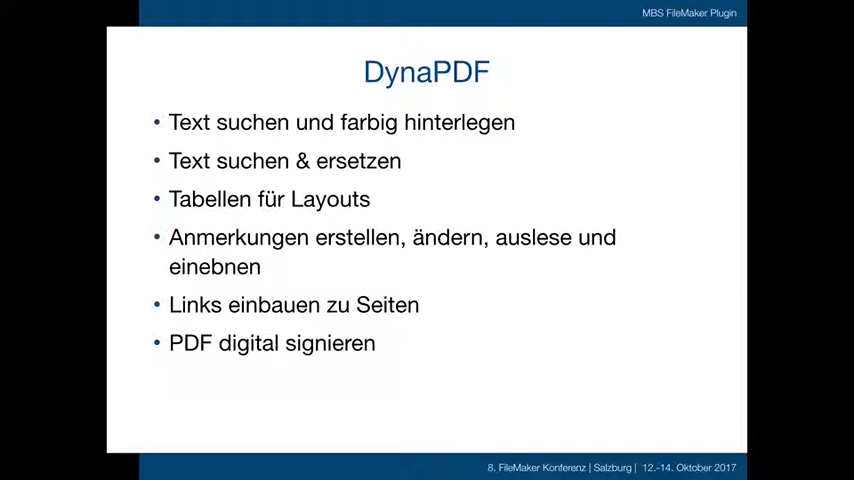 MBS FileMaker Plugin
DynaPDF
• Text suchen und farbig hinterlegen
• Text suchen & ersetzen
• Tabellen für Layouts
• Anmerkungen erstellen, ändern, auslese und
einebnen
• Links einbauen zu Seiten
• PDF digital signieren
8. FileMaker Konferenz | Salzburg | 12.-14. Oktober 2017